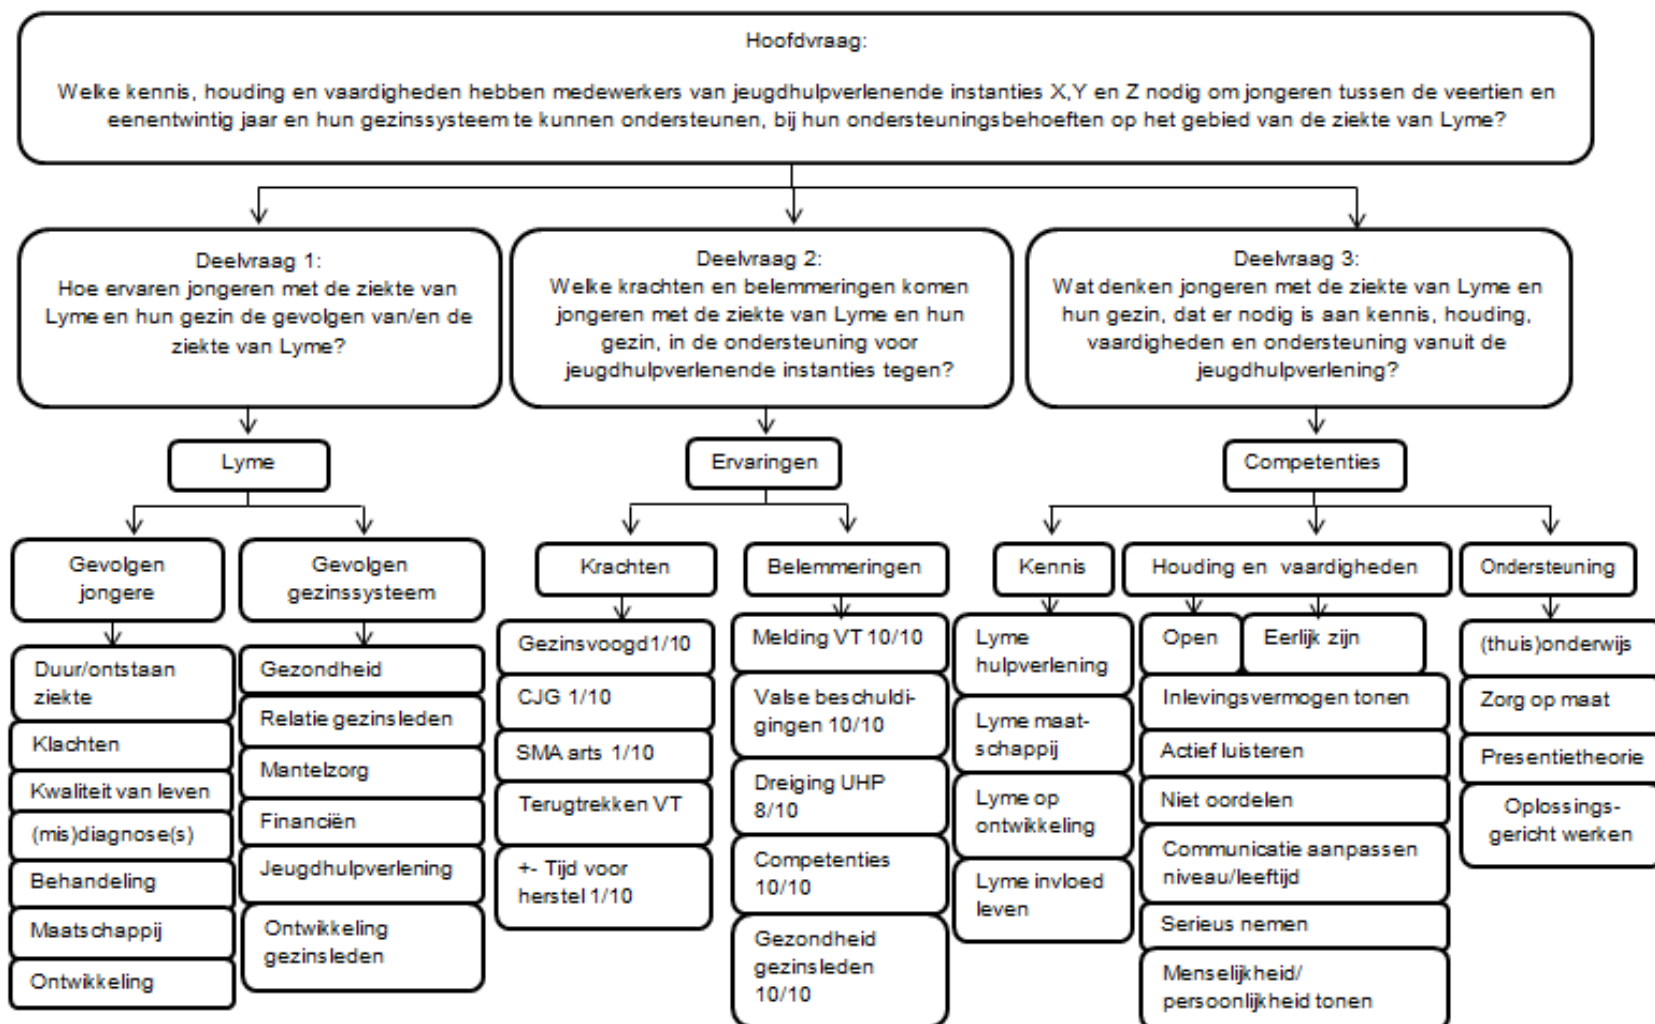 Hoofdvraag:
Welke kennis, houding en vaardigheden hebben medewerkers van jeugdhulpverlenende instanties X,Y en Z nodig om jongeren tussen de veertien en
eenentwintig jaar en hun gezinssysteem te kunnen ondersteunen, bij hun ondersteuningsbehoeften op het gebied van de ziekte van Lyme?
Deelvraag 1:
Hoe ervaren jongeren met de ziekte van
Lyme en hun gezin de gevolgen van/en de
ziekte van Lyme?
Deelvraag 2:
Welke krachten en belemmeringen komen
jongeren met de ziekte van Lyme en hun
gezin, in de ondersteuning voor
jeugdhulpverlenende instanties tegen?
Deelvraag 3:
Wat denken jongeren met de ziekte van Lyme en
hun gezin, dat er nodig is aan kennis, houding,
vaardigheden en ondersteuning vanuit de
jeugdhulpverlening?
Lyme
Ervaringen
Competenties
Gevolgen
jongere
Gevolgen
gezinssysteem
Krachten
Belemmeringen
Kennis
Houding en vaardigheden
Ondersteuning
Duur/ontstaan
ziekte
Klachten
Kwaliteit van leven
(mis)diagnose(s)
Behandeling
Maatschappij
Ontwikkeling
Gezondheid
Relatie gezinsleden
Mantelzorg
Financiën
Jeugdhulpverlening
Ontwikkeling
gezinsleden
Gezinsvoogd1/10
CJG 1/10
SMA arts 1/10
Terugtrekken VT
+- Tijd voor
herstel 1/10
Melding VT 10/10
Valse beschuldi-
gingen 10/10
Dreiging UHP
8/10
Competenties
10/10
Gezondheid
gezinsleden
10/10
Lyme
hulpverlening
Lyme maat-
schappij
Lyme op
ontwikkeling
Lyme invloed
leven
Open
Eerlijk zijn
Inlevingsvermogen tonen
Actief luisteren
Niet oordelen
Communicatie aanpassen
niveau/leeftijd
Serieus nemen
Menselijkheid/
persoonlijkheid tonen
(thuis)onderwijs
Zorg op maat
Presentietheorie
Oplossings-
gericht werken